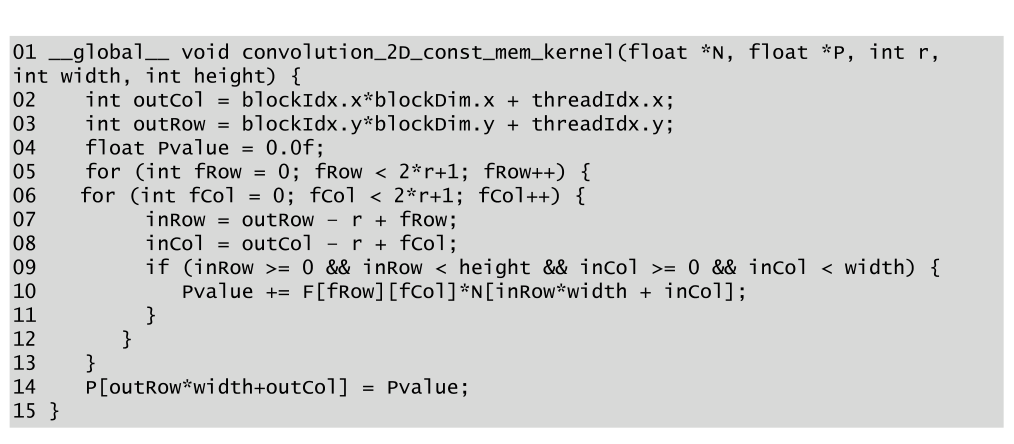 01 __global__ void convolution_2D_const_mem_kernel(float *N, float *P, int r,
int width, int height) {
02    int outCol = blockIdx.x*blockDim.x + threadIdx.x;
03    int outRow = blockIdx.y*blockDim.y + threadIdx.y;
04    float Pvalue = 0.0f;
05    for (int fRow = 0; fRow < 2*r+1; fRow++) {
06    for (int fCol = 0; fCol < 2*r+1; fCol++) {
07          inRow = outRow − r + fRow;
08          inCol = outCol − r + fCol;
09          if (inRow >= 0 && inRow < height && inCol >= 0 && inCol < width) {
10             Pvalue += F[fRow][fCol]*N[inRow*width + inCol];
11          }
12       }
13    }
14    P[outRow*width+outCol] = Pvalue;
15 }